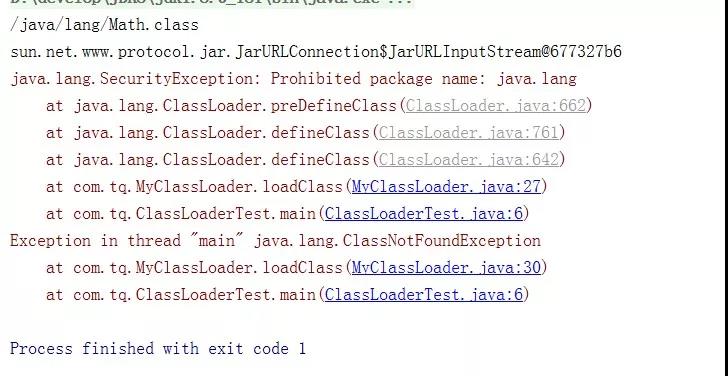 /java/lang/Math.class
sun.net.www.protocol.jar.JarURLConnection$JarURLInputStream@677327b6
java.lang.SecurityException: Prohibited package name: java.lang
    at java.lang.ClassLoader.preDefineClass(ClassLoader.java:662)
    at java.lang.ClassLoader.defineClass(ClassLoader.java:761)
    at java.lang.ClassLoader.defineClass(ClassLoader.java:642)
    at com.tq.MyClassLoader.loadClass(MyClassLoader.java:27)
    at com.tq.ClassLoaderTest.main(ClassLoaderTest.java:6)
Exception in thread "main" java.lang.ClassNotFoundException
    at com.tq.MyClassLoader.loadClass(MyClassLoader.java:30)
    at com.tq.ClassLoaderTest.main(ClassLoaderTest.java:6)
Process finished with exit code 1